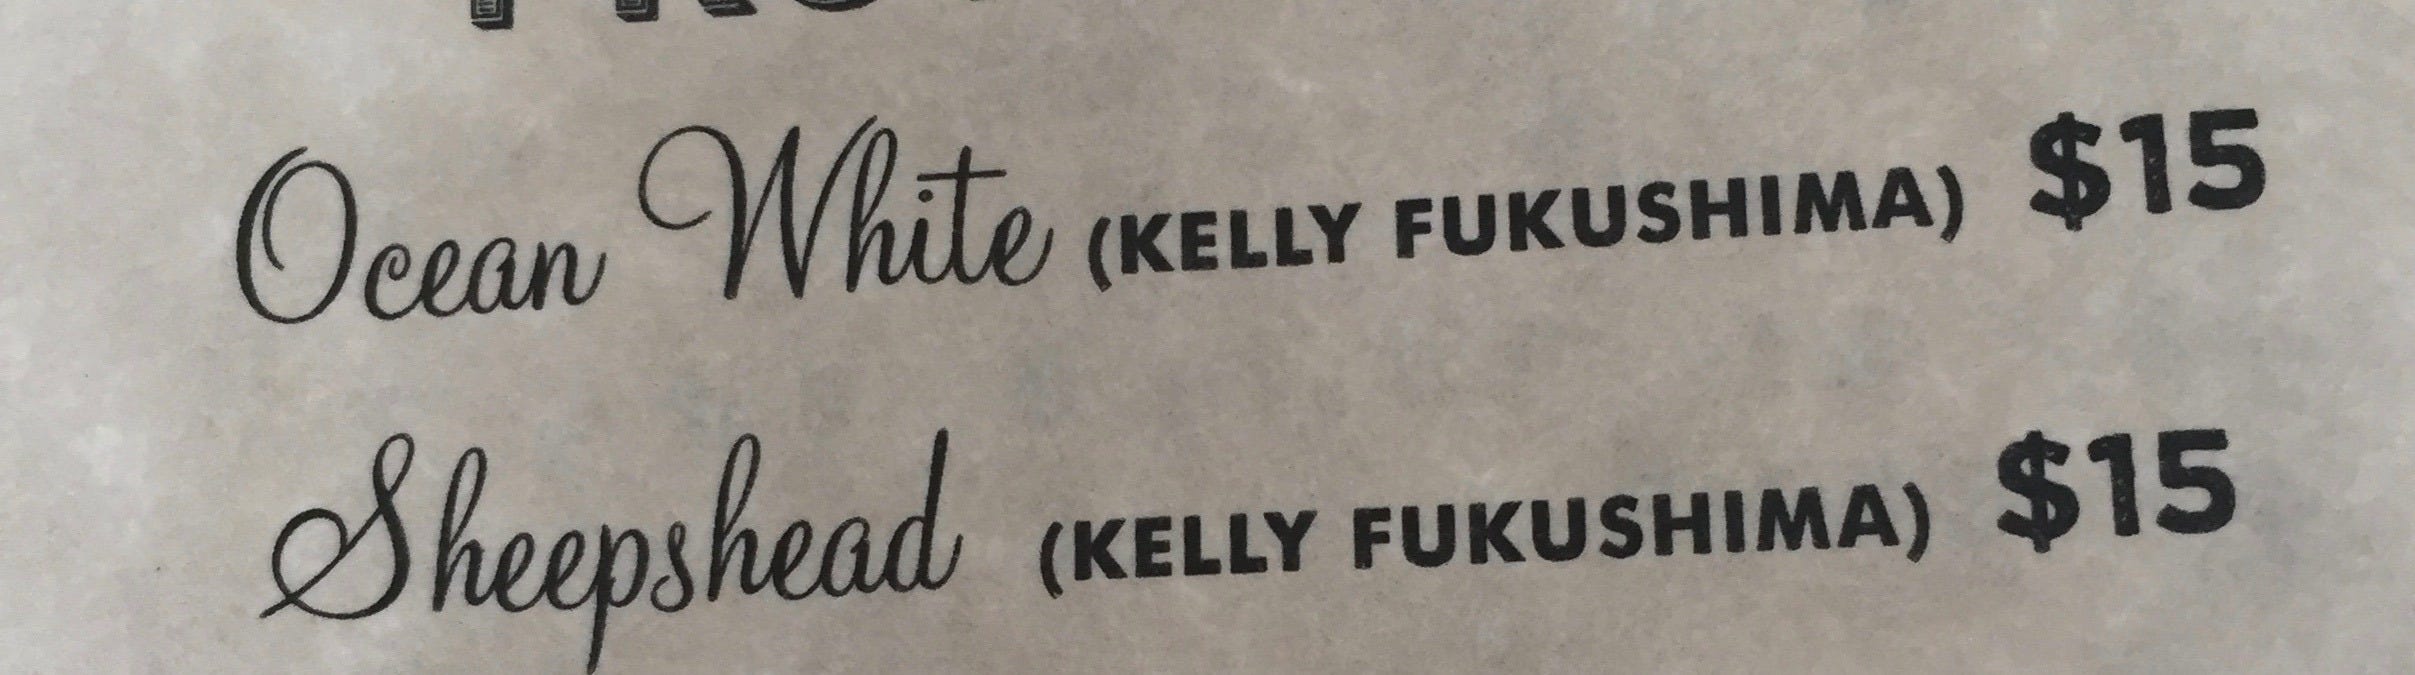 Ocean White (KELLY FUKUSHIMA) $15
Sheepshead (KELLY FUKUSHIMA) $15